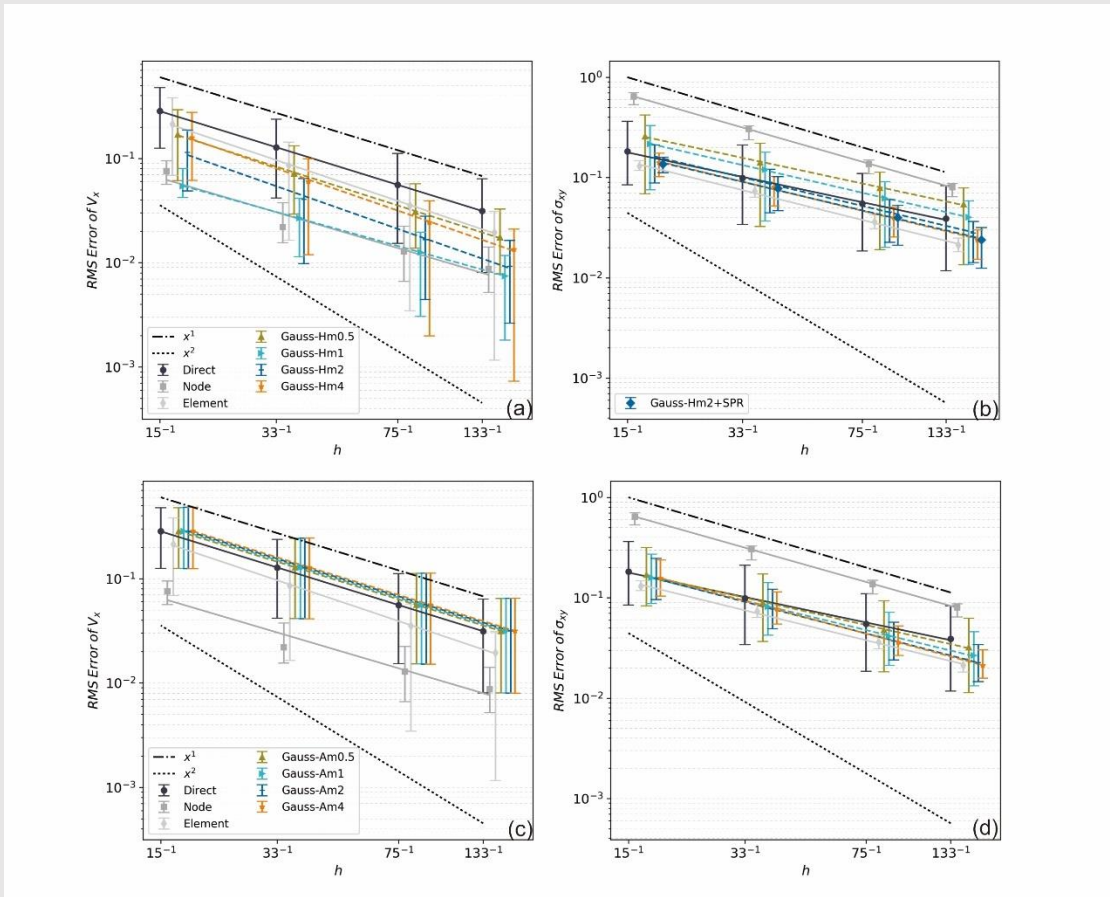 10⁻¹
10⁻²
10⁻³
RMS Error of Vₓ
x¹
x²
Direct
Node
Element
Gauss-Hm0.5
Gauss-Hm1
Gauss-Hm2
Gauss-Hm4
(a)
15⁻¹ 33⁻¹ 75⁻¹ 133⁻¹
h
10⁰
10⁻¹
10⁻²
10⁻³
RMS Error of σₓᵧ
Gauss-Hm2+SPR
(b)
15⁻¹ 33⁻¹ 75⁻¹ 133⁻¹
h
10⁻¹
10⁻²
10⁻³
RMS Error of Vₓ
x¹
x²
Direct
Node
Element
Gauss-Am0.5
Gauss-Am1
Gauss-Am2
Gauss-Am4
(c)
15⁻¹ 33⁻¹ 75⁻¹ 133⁻¹
h
10⁰
10⁻¹
10⁻²
10⁻³
RMS Error of σₓᵧ
(d)
15⁻¹ 33⁻¹ 75⁻¹ 133⁻¹
h